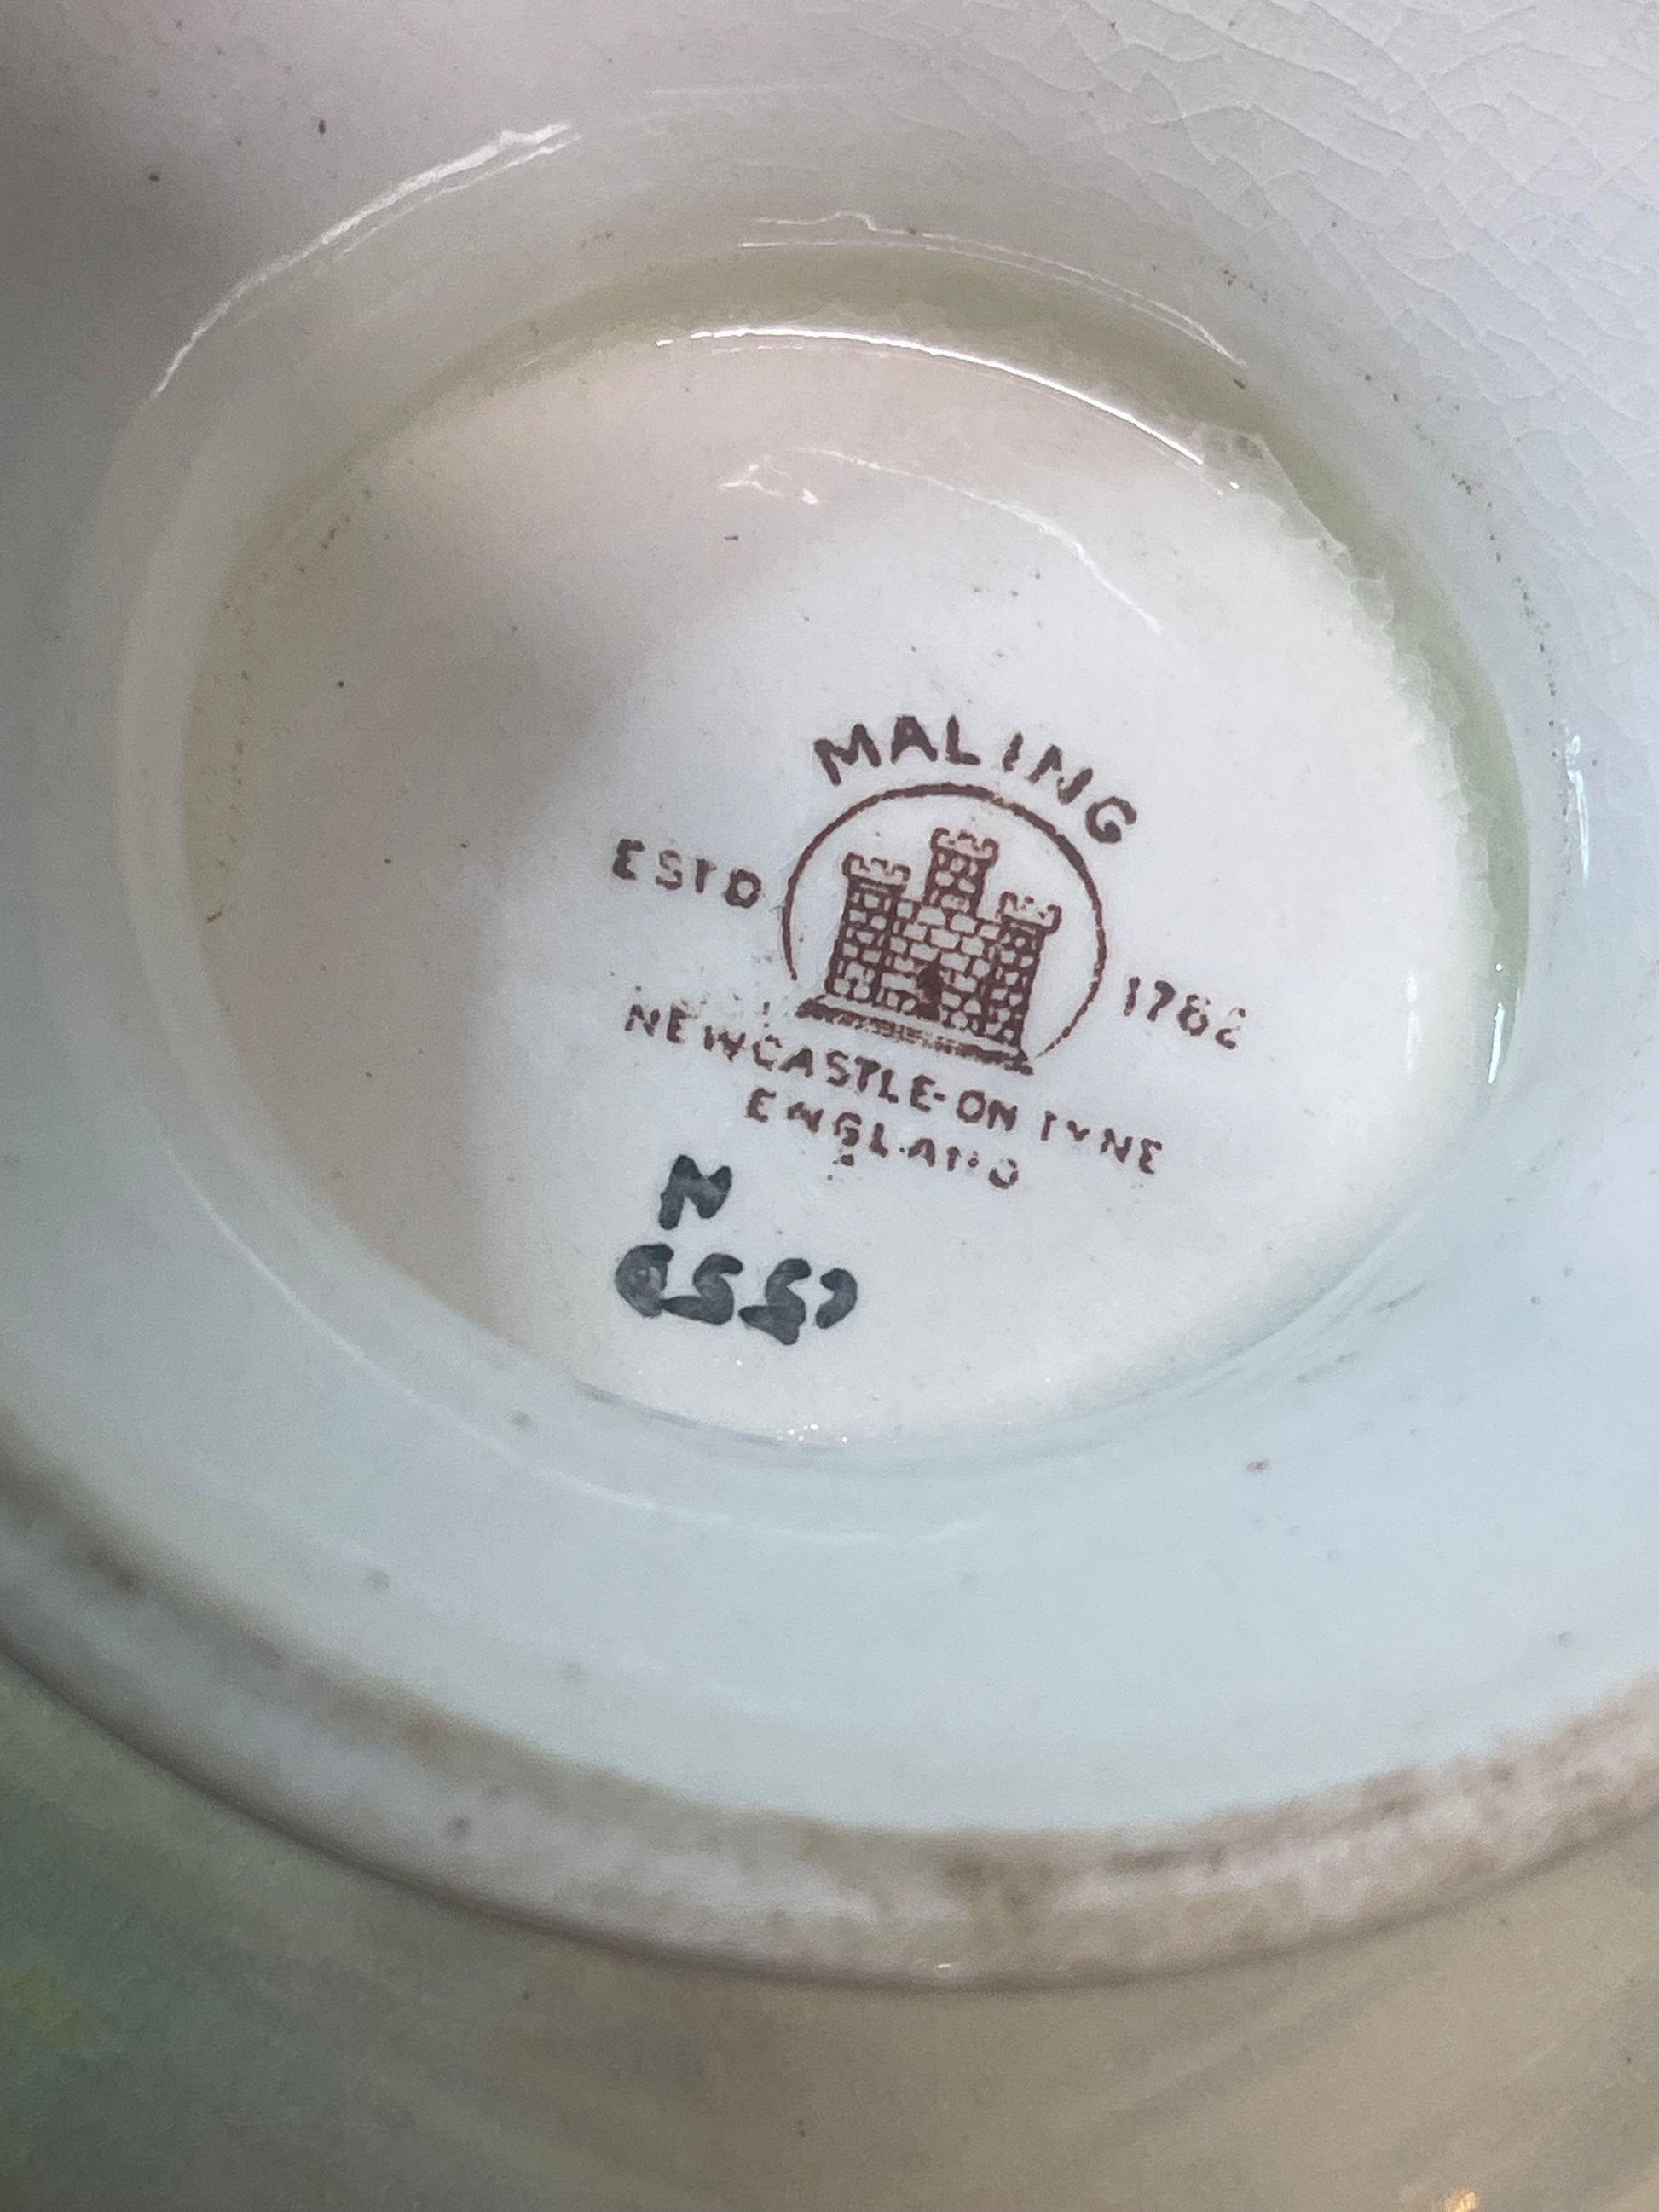 MALING
ESTD 1762
NEWCASTLE-ON TYNE
ENGLAND
N